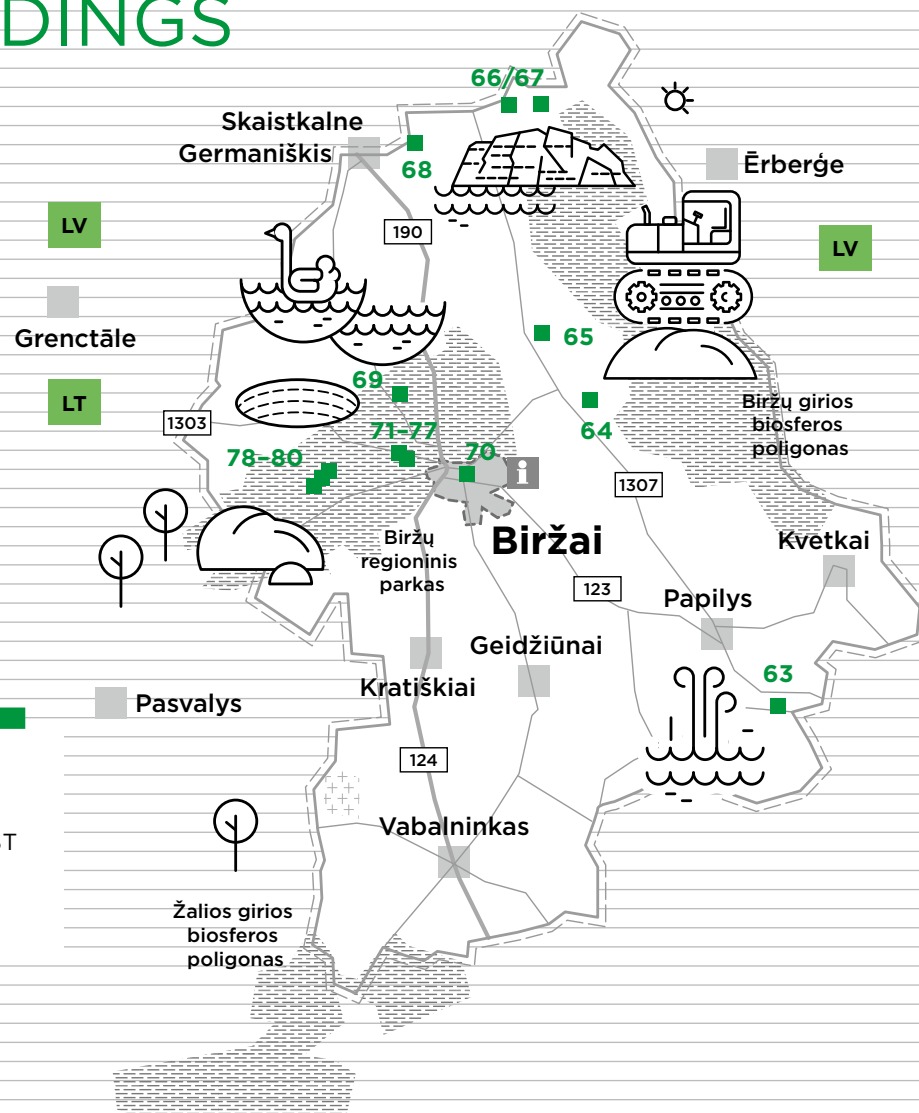 DINGS
66/67
Skaistkalne
Germaniškis
68
Ērberģe
LV
190
LV
Grenctāle
65
69
LT
1303
Biržų girios
biosferos
poligonas
64
71–77
70
78–80
i
1307
Biržai
Biržų
regioninis
parkas
Kvetkai
123
Papilys
Geidžiūnai
63
Kratiškiai
Pasvalys
124
Vabalninkas
ST
Žalios girios
biosferos
poligonas